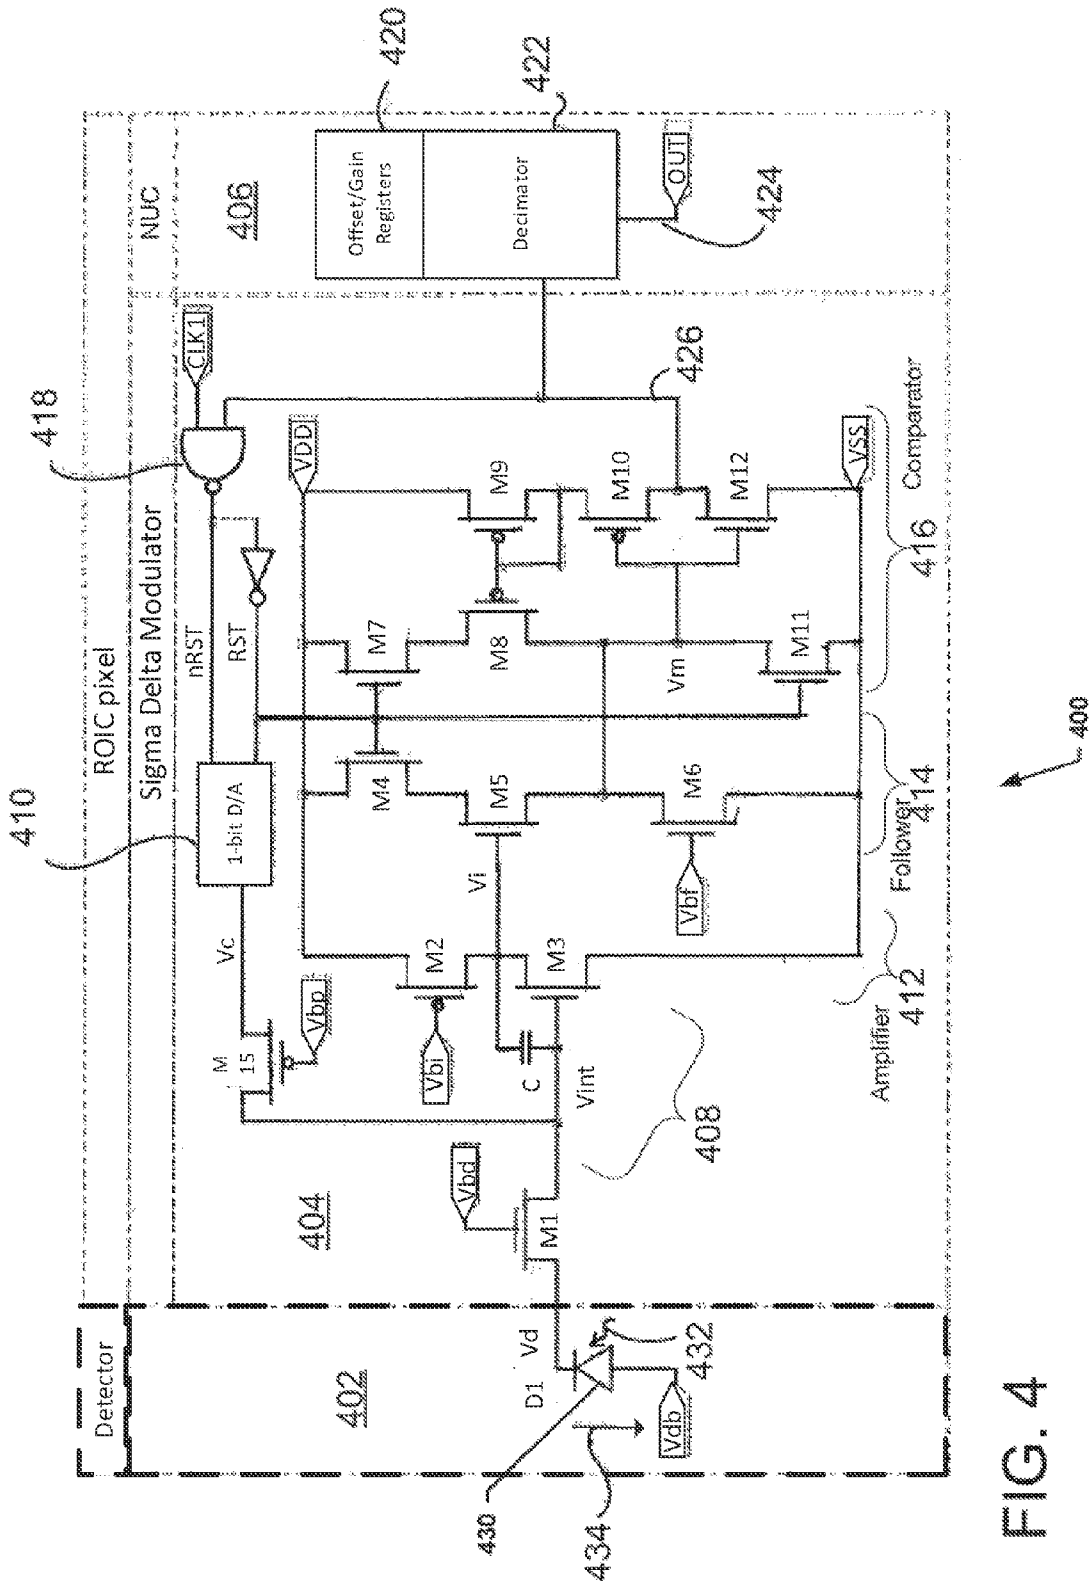 ROIC pixel
Detector
Sigma Delta Modulator
NUC
410
418
420
422
402
404
406
1-bit D/A
nRST
RST
CLK1
Offset/Gain
Registers
Decimator
OUT
424
426
Vc
M
15
Vbp
VDD
M2
Vbi
M3
Vi
C
Vint
M4
M5
M6
Vbf
M7
M8
M9
M10
M11
M12
Vm
VSS
Vbd
M1
Vd
D1
Vdb
430
432
434
408
Amplifier
412
Follower
414
Comparator
416
400
FIG. 4